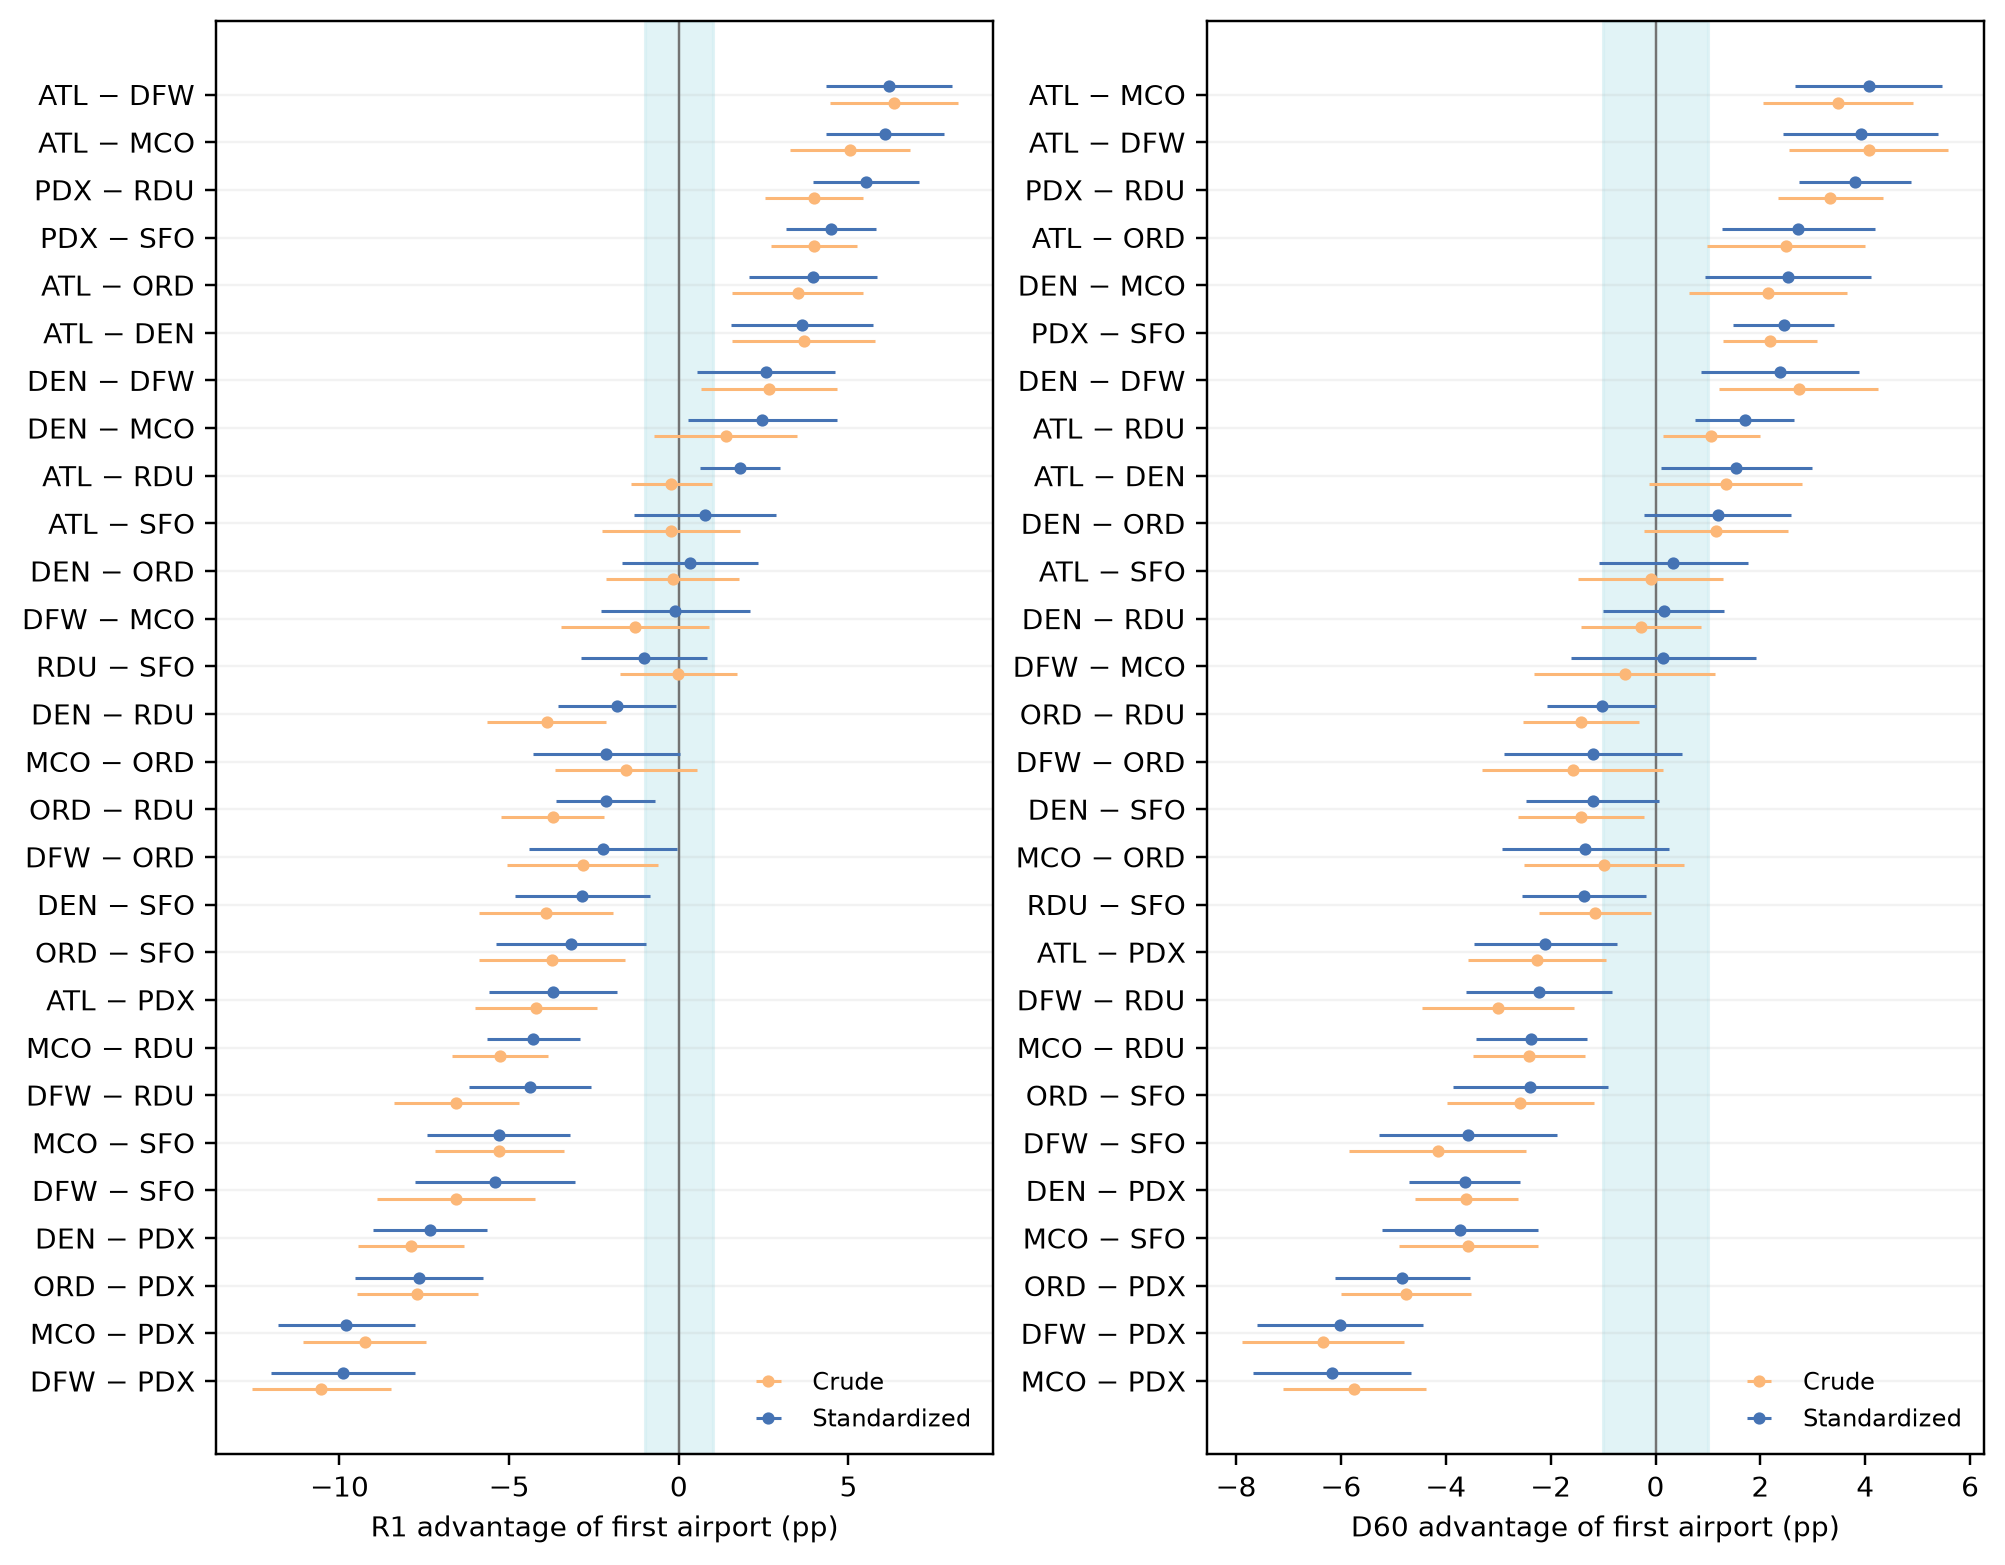 ATL − DFW
ATL − MCO
PDX − RDU
PDX − SFO
ATL − ORD
ATL − DEN
DEN − DFW
DEN − MCO
ATL − RDU
ATL − SFO
DEN − ORD
DFW − MCO
RDU − SFO
DEN − RDU
MCO − ORD
ORD − RDU
DFW − ORD
DEN − SFO
ORD − SFO
ATL − PDX
MCO − RDU
DFW − RDU
MCO − SFO
DFW − SFO
DEN − PDX
ORD − PDX
MCO − PDX
DFW − PDX
Crude
Standardized
−10 −5 0 5
R1 advantage of first airport (pp)
ATL − MCO
ATL − DFW
PDX − RDU
ATL − ORD
DEN − MCO
PDX − SFO
DEN − DFW
ATL − RDU
ATL − DEN
DEN − ORD
ATL − SFO
DEN − RDU
DFW − MCO
ORD − RDU
DFW − ORD
DEN − SFO
MCO − ORD
RDU − SFO
ATL − PDX
DFW − RDU
MCO − RDU
ORD − SFO
DFW − SFO
DEN − PDX
MCO − SFO
ORD − PDX
DFW − PDX
MCO − PDX
Crude
Standardized
−8 −6 −4 −2 0 2 4 6
D60 advantage of first airport (pp)